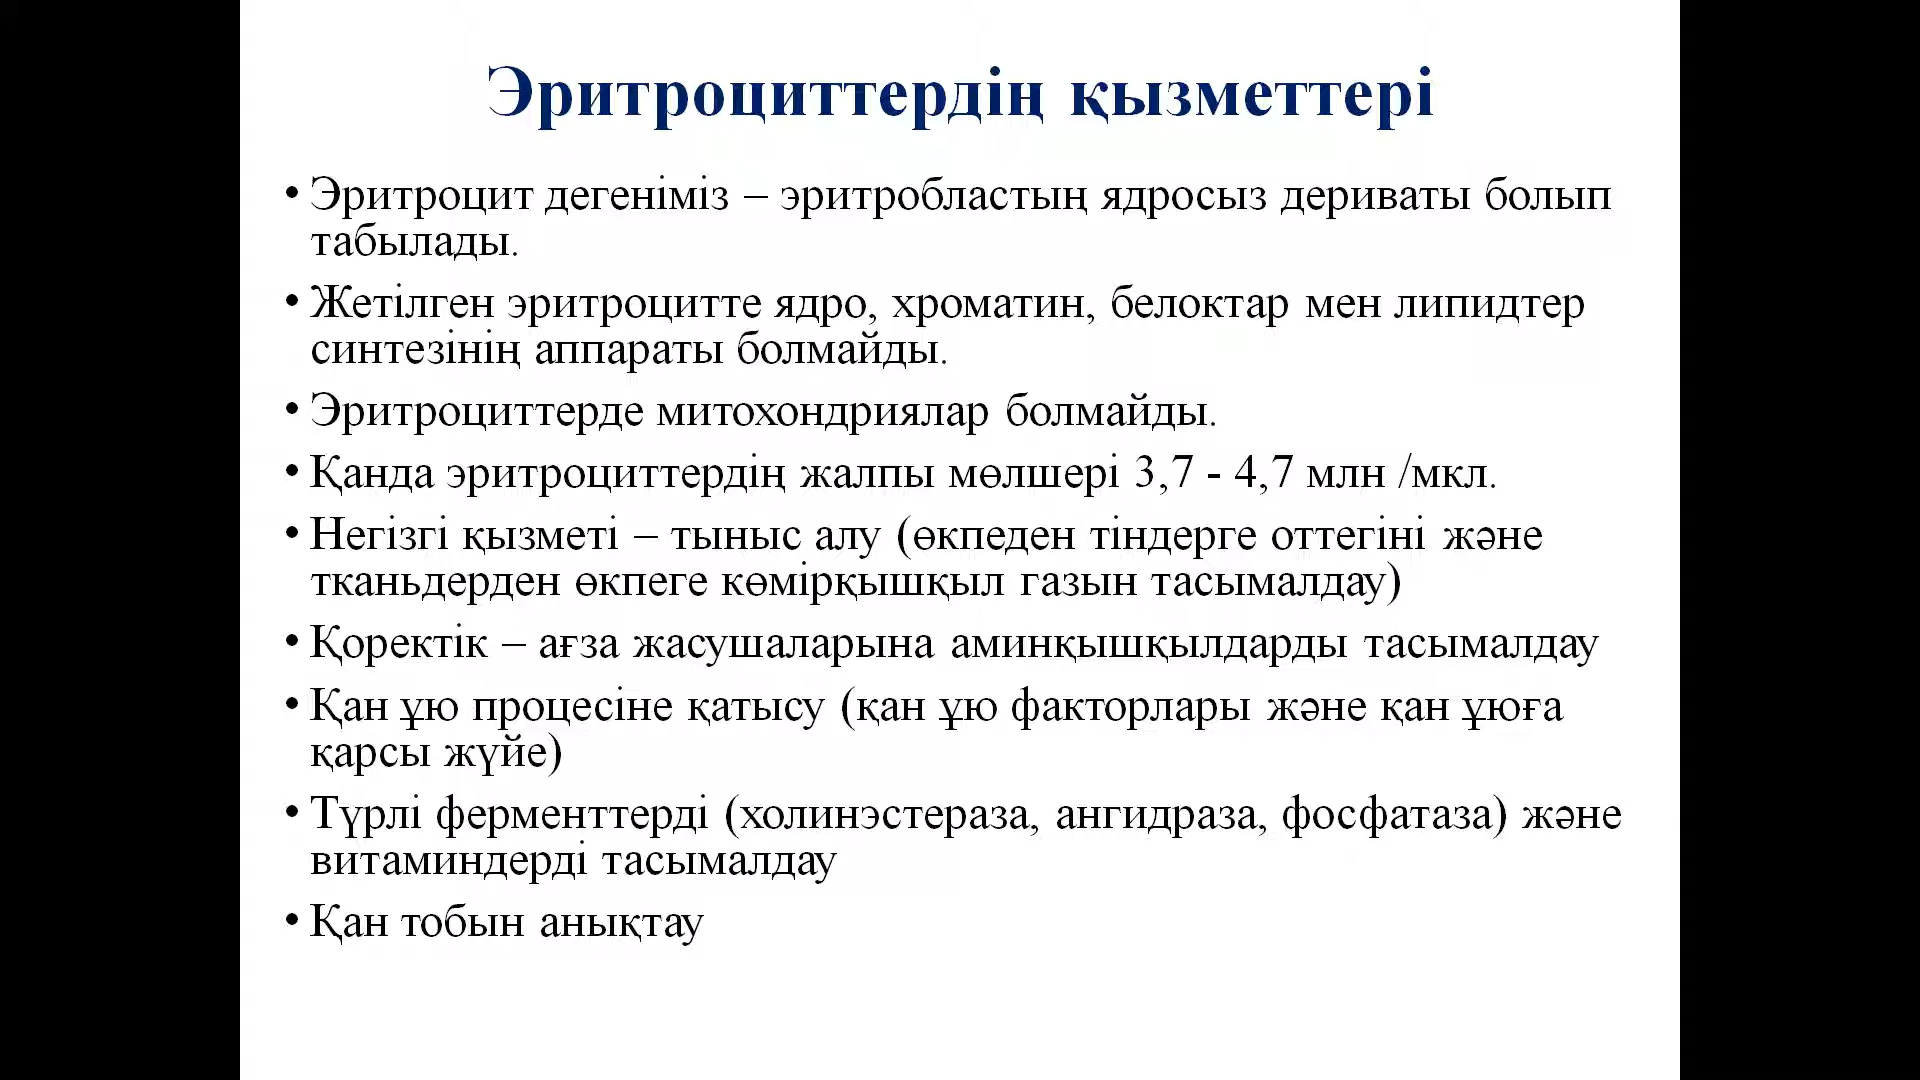 Эритроциттердің қызметтері
• Эритроцит дегеніміз – эритробластың ядросыз дериваты болып
табылады.
• Жетілген эритроцитте ядро, хроматин, белоктар мен липидтер
синтезінің аппараты болмайды.
• Эритроциттерде митохондриялар болмайды.
• Қанда эритроциттердің жалпы мөлшері 3,7 - 4,7 млн /мкл.
• Негізгі қызметі – тыныс алу (өкпеден тіндерге оттегіні және
тканьдерден өкпеге көмірқышқыл газын тасымалдау)
• Қоректік – ағза жасушаларына аминқышқылдарды тасымалдау
• Қан ұю процесіне қатысу (қан ұю факторлары және қан ұюға
қарсы жүйе)
• Түрлі ферменттерді (холинэстераза, ангидраза, фосфатаза) және
витаминдерді тасымалдау
• Қан тобын анықтау